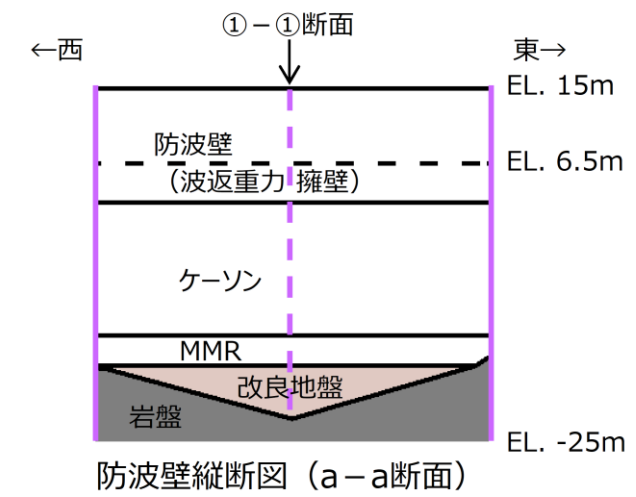 ①－①断面
←西
東→
EL. 15m
防波壁
EL. 6.5m
（波返重力 擁壁）
ケーソン
MMR
改良地盤
岩盤
EL. -25m
防波壁縦断図（a－a断面）